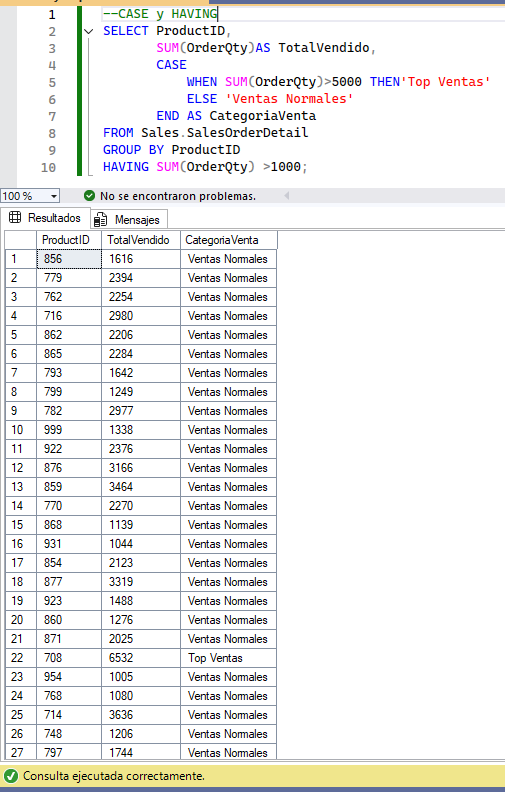 1 --CASE y HAVING
2 SELECT ProductID,
3 SUM(OrderQty)AS TotalVendido,
4 CASE
5 WHEN SUM(OrderQty)>5000 THEN'Top Ventas'
6 ELSE 'Ventas Normales'
7 END AS CategoriaVenta
8 FROM Sales.SalesOrderDetail
9 GROUP BY ProductID
10 HAVING SUM(OrderQty) >1000;
100 % No se encontraron problemas.
Resultados Mensajes
ProductID TotalVendido CategoriaVenta
1 856 1616 Ventas Normales
2 779 2394 Ventas Normales
3 762 2254 Ventas Normales
4 716 2980 Ventas Normales
5 862 2206 Ventas Normales
6 865 2284 Ventas Normales
7 793 1642 Ventas Normales
8 799 1249 Ventas Normales
9 782 2977 Ventas Normales
10 999 1338 Ventas Normales
11 922 2376 Ventas Normales
12 876 3166 Ventas Normales
13 859 3464 Ventas Normales
14 770 2270 Ventas Normales
15 868 1139 Ventas Normales
16 931 1044 Ventas Normales
17 854 2123 Ventas Normales
18 877 3319 Ventas Normales
19 923 1488 Ventas Normales
20 860 1276 Ventas Normales
21 871 2025 Ventas Normales
22 708 6532 Top Ventas
23 954 1005 Ventas Normales
24 768 1080 Ventas Normales
25 714 3636 Ventas Normales
26 748 1206 Ventas Normales
27 797 1744 Ventas Normales
Consulta ejecutada correctamente.